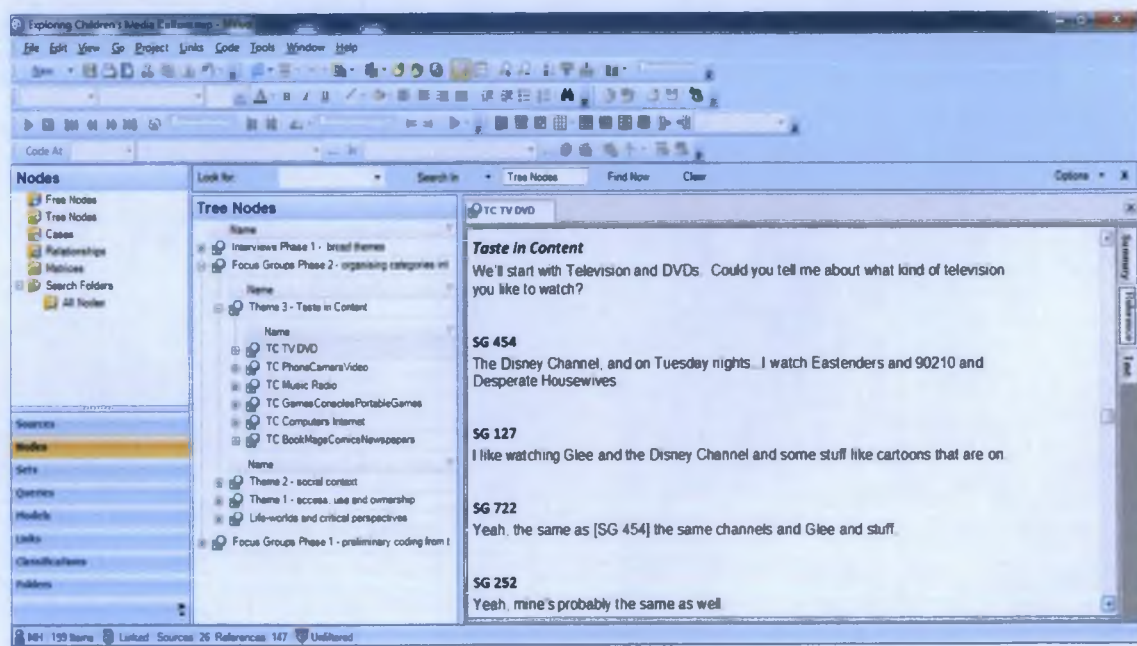 Exploring Children's Media
File Edit View Go Project Links Code Tools Window Help
New
B I U
Code At
Nodes
Look for: Search In Tree Nodes Find Now Clear Options
Free Nodes
Tree Nodes
Cases
Relationships
Matrices
Search Folders
All Nodes
Sources
Nodes
Sets
Queries
Models
Links
Classifications
Folders
Tree Nodes
Name
Interviews Phase 1 - broad themes
Focus Groups Phase 2 - organising categories
Name
Theme 3 - Taste in Content
Name
TC TV DVD
TC PhoneCameraVideo
TC Music Radio
TC GamesConsolesPortableGames
TC Computers Internet
TC BookMagsComicsNewspapers
Name
Theme 2 - social context
Theme 1 - access, use and ownership
Life-worlds and critical perspectives
Focus Groups Phase 1 - preliminary coding from t
TC TV DVD
Taste in Content
We'll start with Television and DVDs. Could you tell me about what kind of television
you like to watch?
SG 454
The Disney Channel, and on Tuesday nights.. I watch Eastenders and 90210 and
Desperate Housewives
SG 127
I like watching Glee and the Disney Channel and some stuff like cartoons that are on
SG 722
Yeah, the same as [SG 454] the same channels and Glee and stuff.
SG 252
Yeah, mine's probably the same as well
Summary
Reference
Text
MH 199 Items Linked Sources 26 References 147 Unfiltered